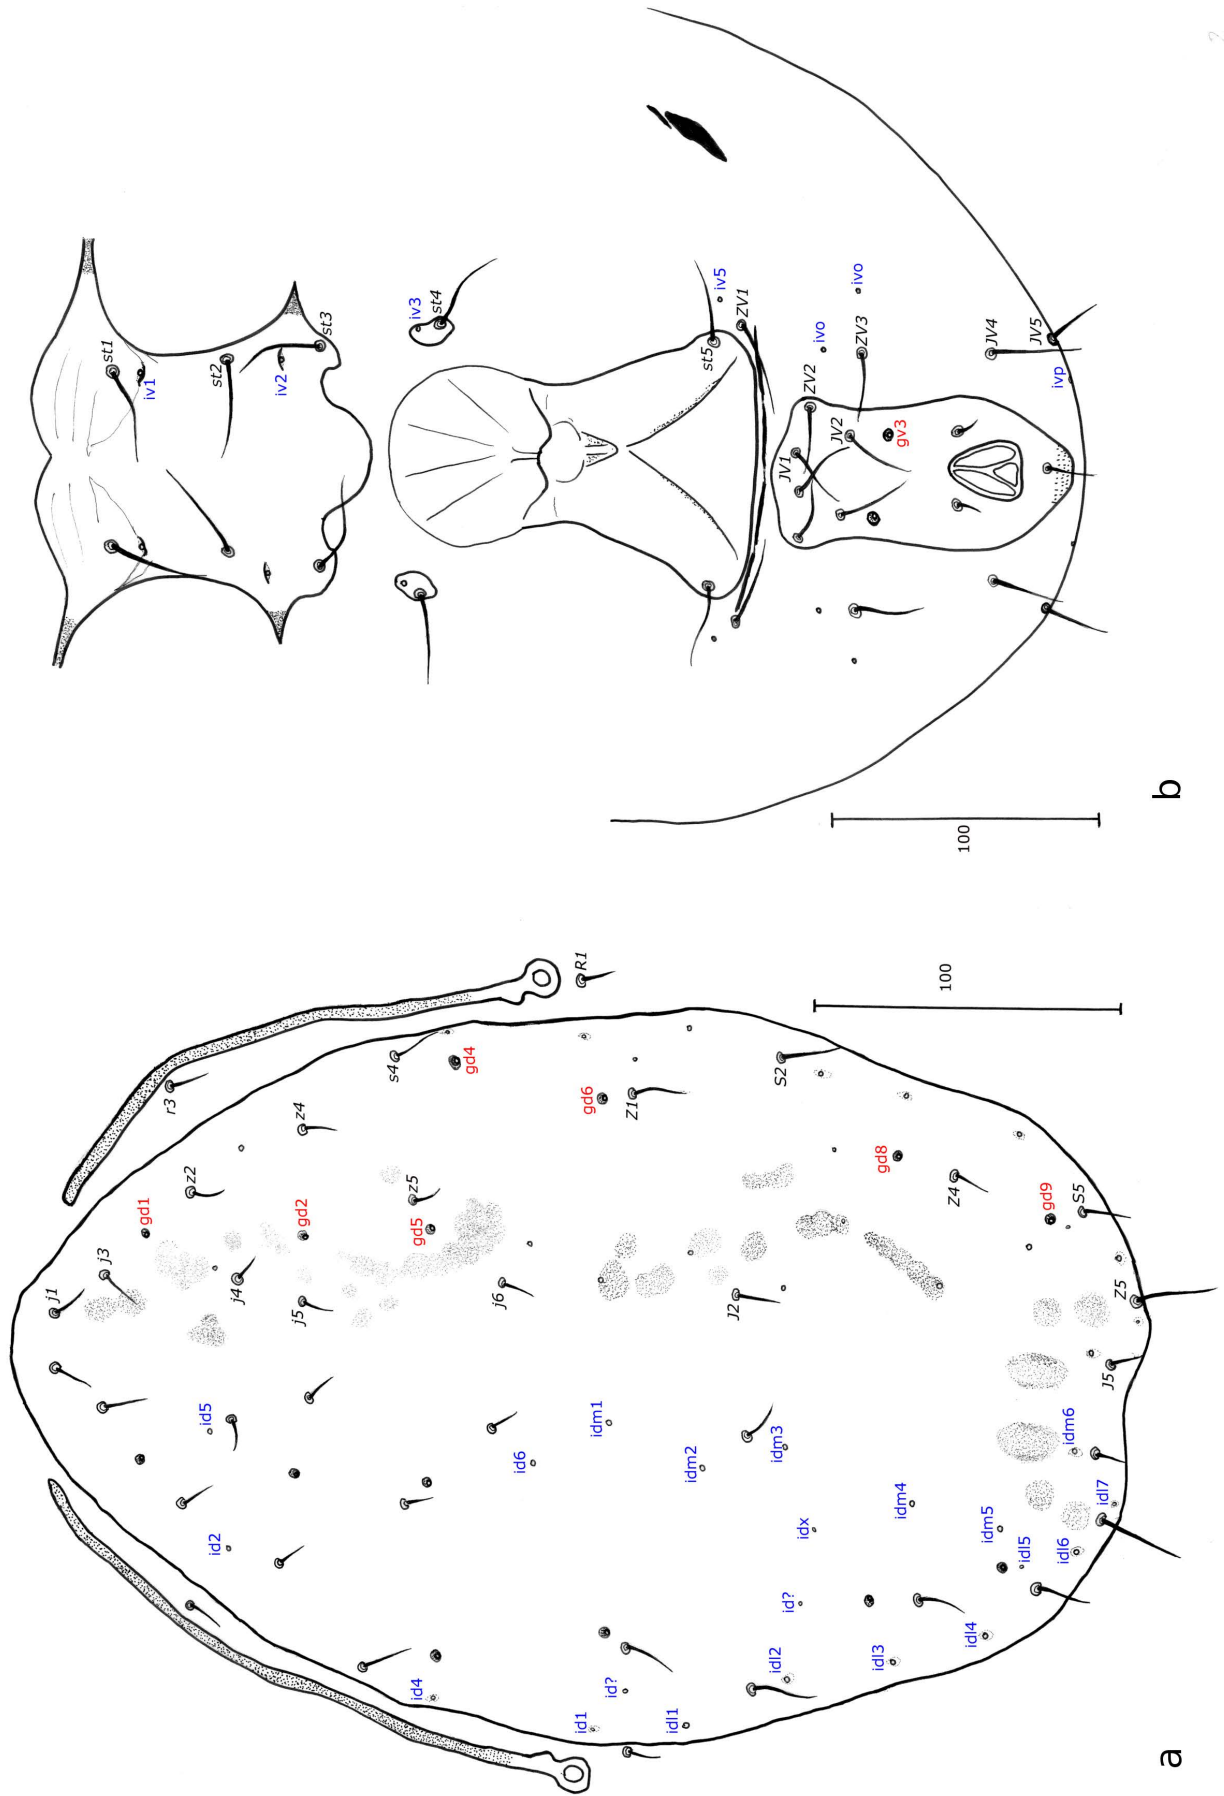 st1
iv1
st2
iv2
st3
iv3
st4
st5
iv5
ZV1
ivo
ivo
ZV2
ZV3
JV1
JV2
gv3
JV4
JV5
ivp
100
b
j1
j3
gd1
z2
r3
j4
gd2
z4
j5
s4
gd4
z5
gd5
j6
R1
gd6
Z1
J2
S2
gd8
Z4
gd9
S5
Z5
J5
100
id5
id2
id4
id6
idm1
id1
id?
idl1
idm2
idm3
idx
id?
idl2
idm4
idl3
idm5
idl4
idl5
idm6
idl6
idl7
a